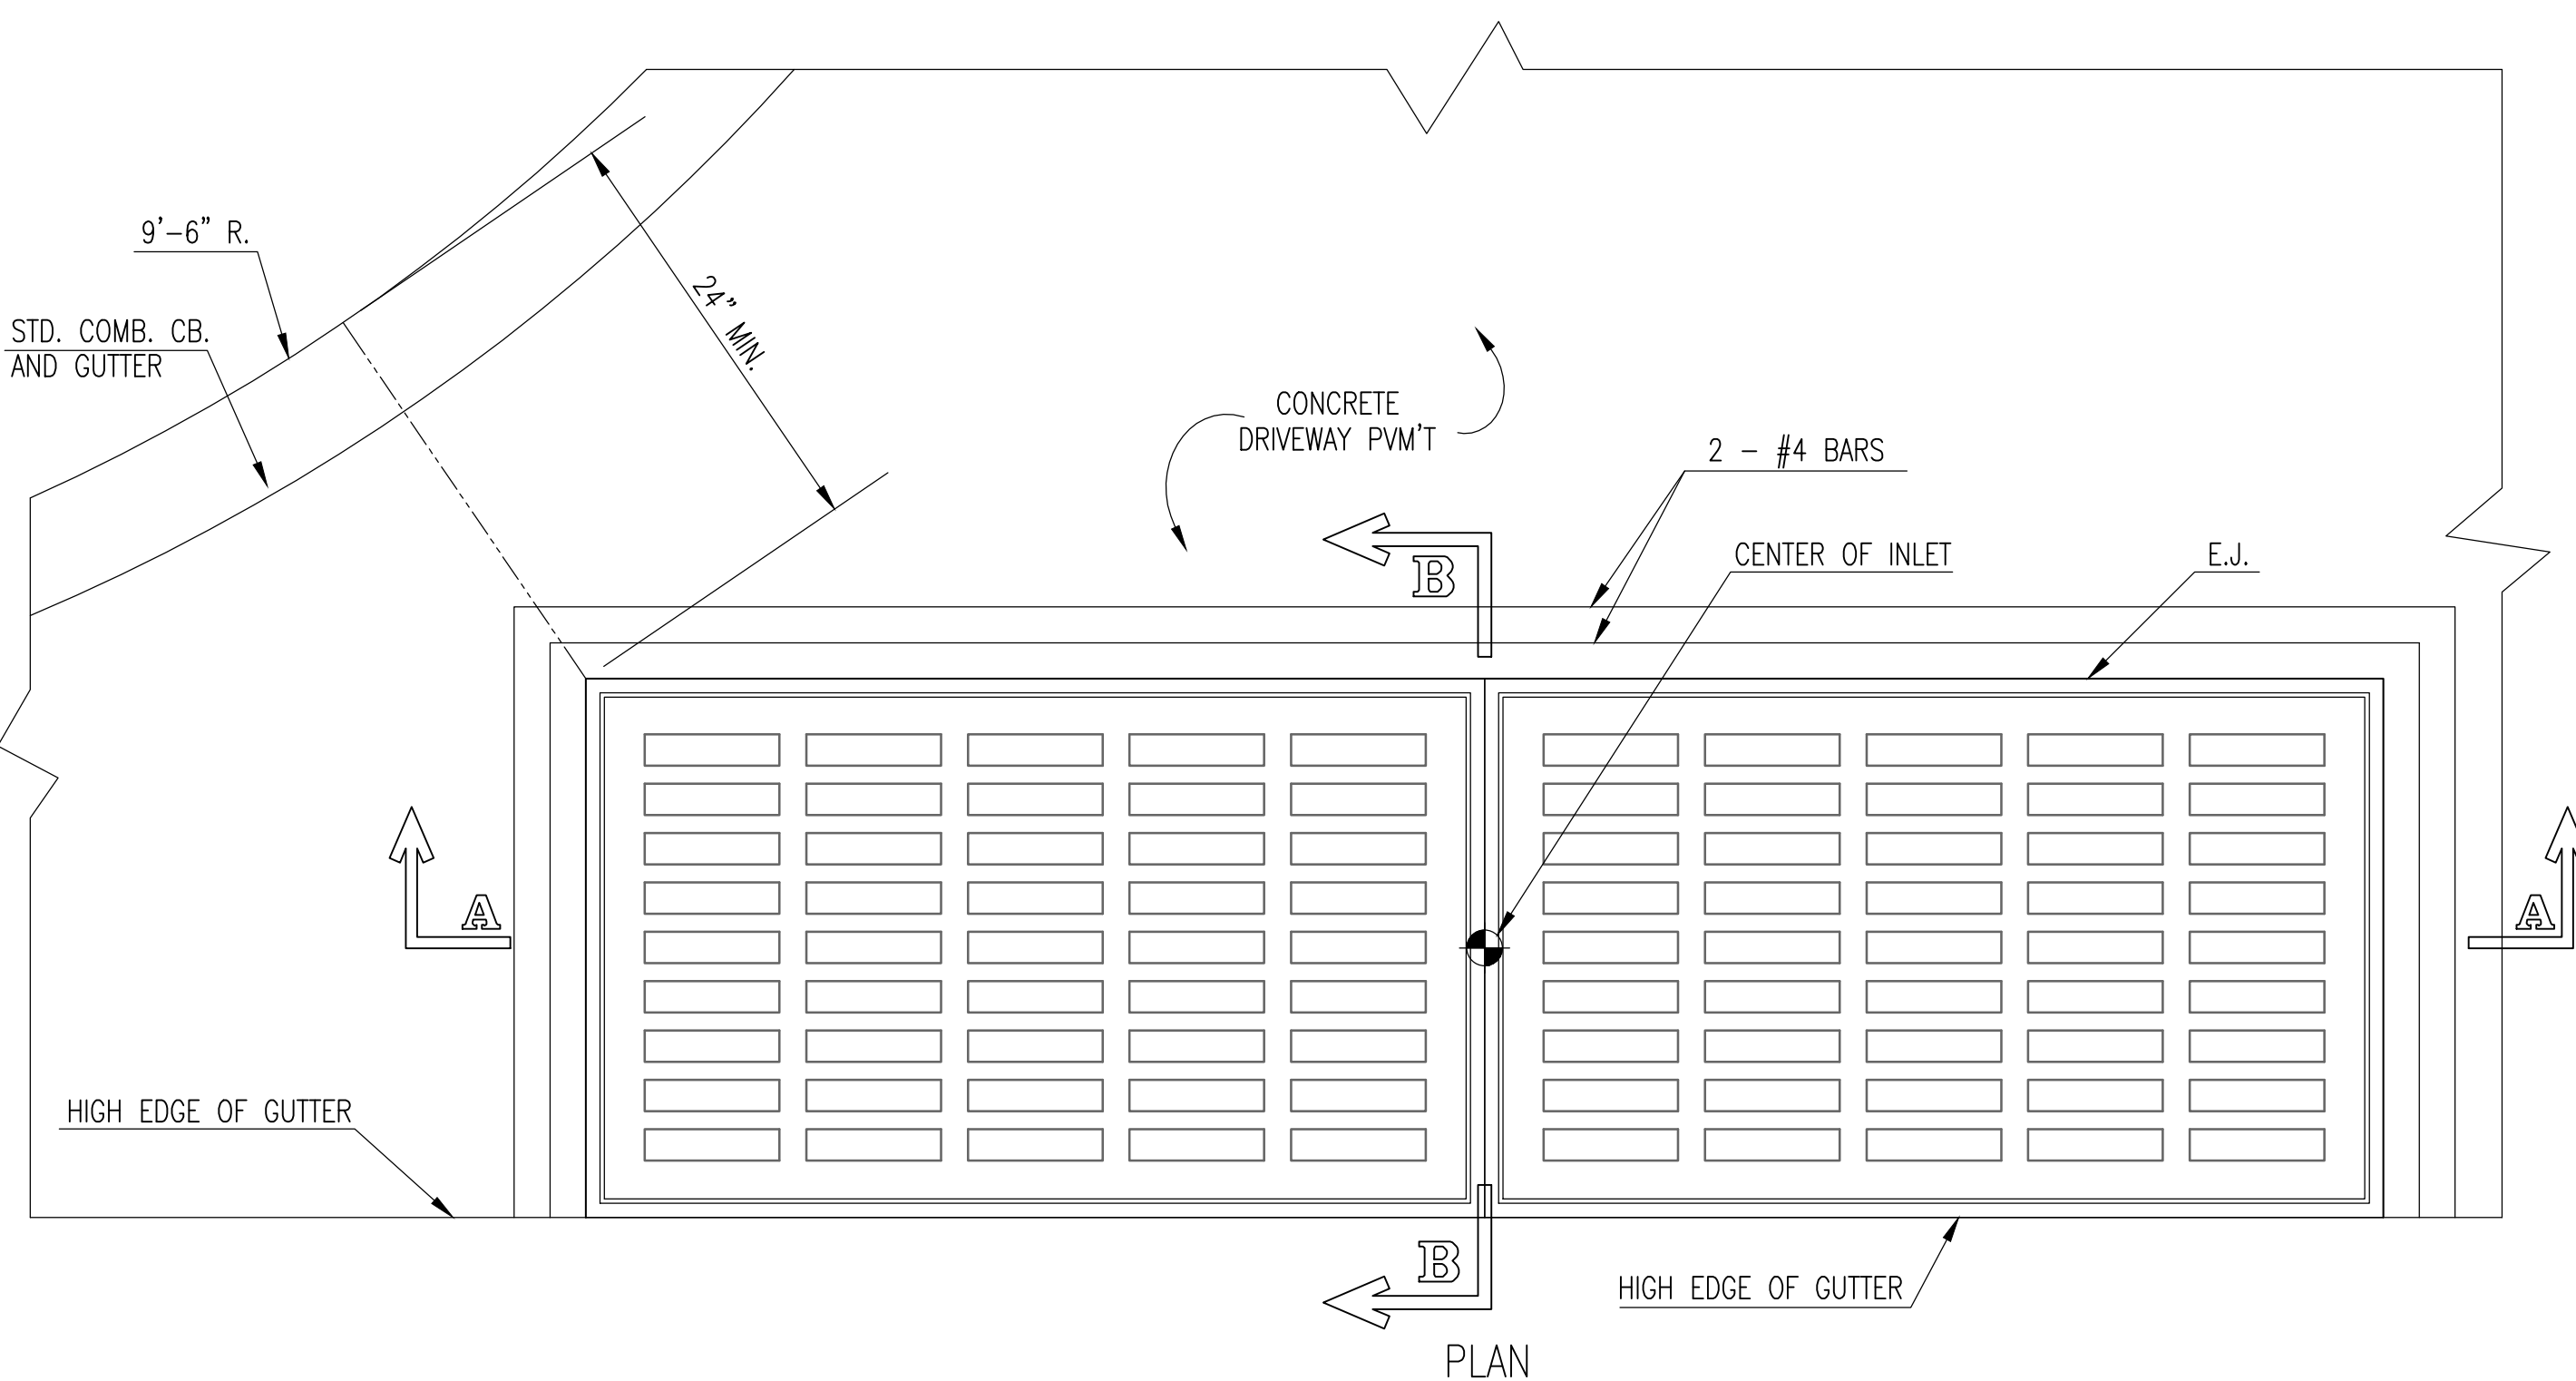 9'-6" R.
STD. COMB. CB.
AND GUTTER
24" MIN.
CONCRETE
DRIVEWAY PVM'T
2 - #4 BARS
B
CENTER OF INLET
E.J.
A
A
HIGH EDGE OF GUTTER
B
HIGH EDGE OF GUTTER
PLAN